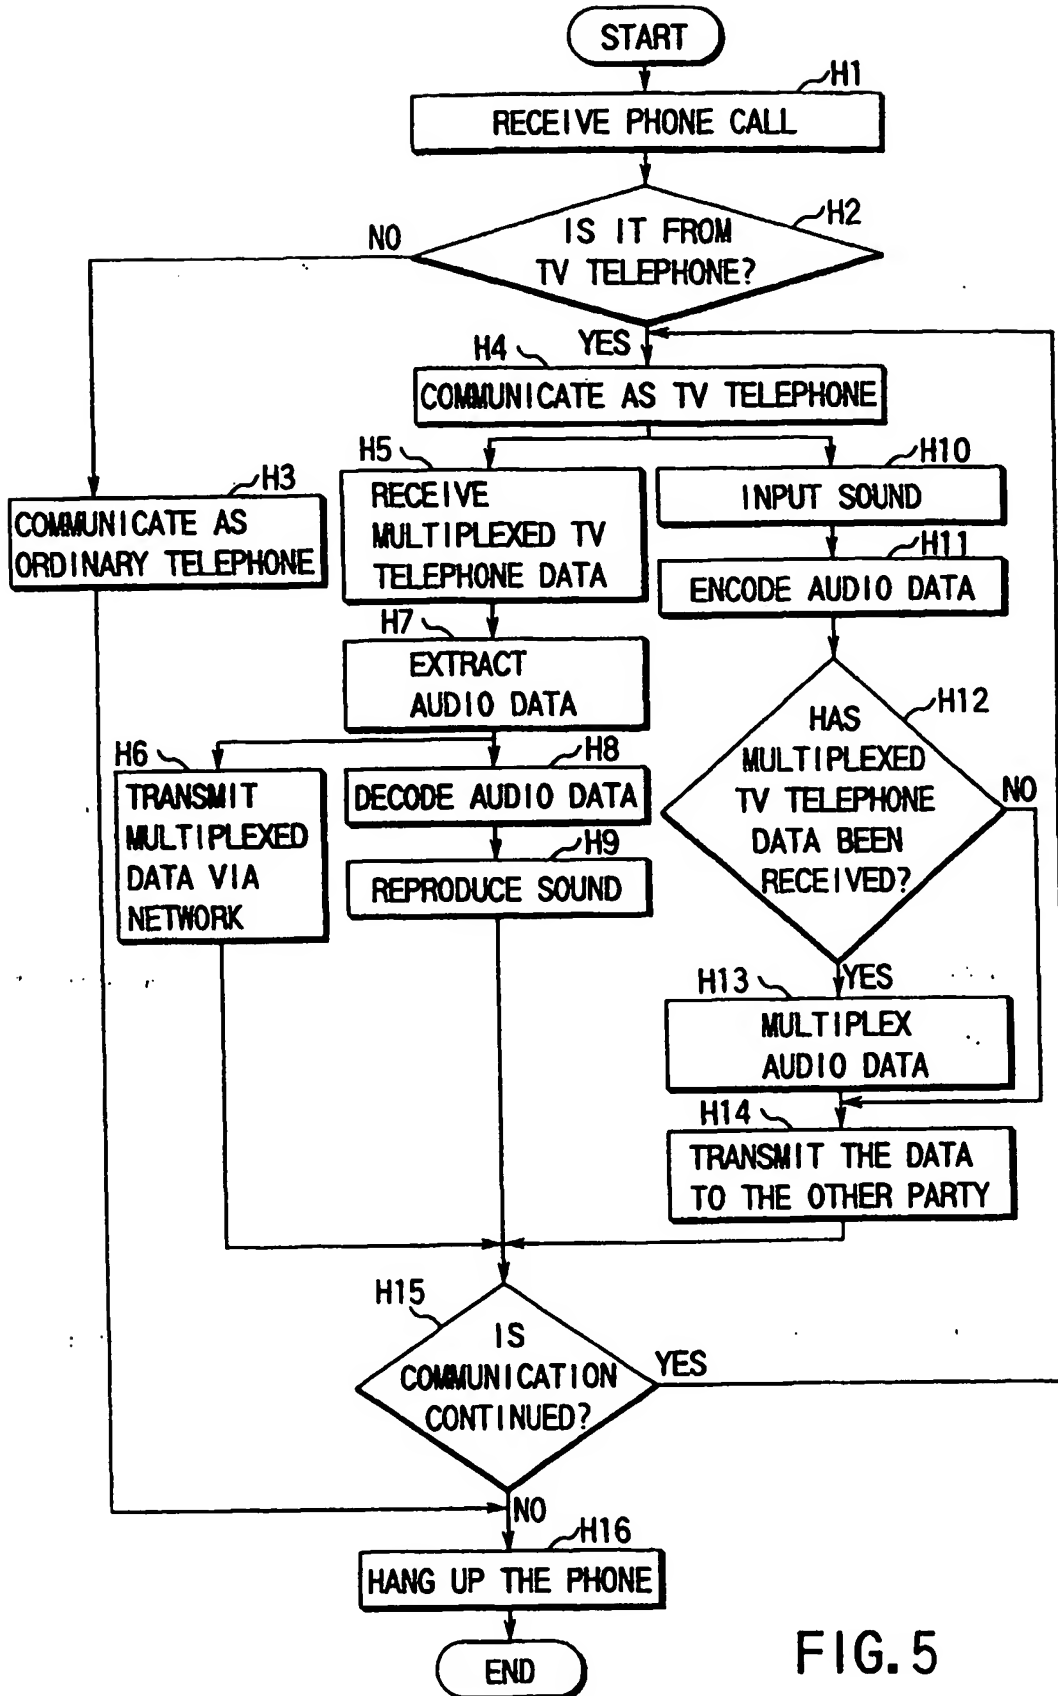 START
H1
RECEIVE PHONE CALL
H2
IS IT FROM
TV TELEPHONE?
NO
YES
H4
COMMUNICATE AS TV TELEPHONE
H3
COMMUNICATE AS
ORDINARY TELEPHONE
H5
RECEIVE
MULTIPLEXED TV
TELEPHONE DATA
H10
INPUT SOUND
H11
ENCODE AUDIO DATA
H7
EXTRACT
AUDIO DATA
H12
HAS
MULTIPLEXED
TV TELEPHONE
DATA BEEN
RECEIVED?
NO
YES
H6
TRANSMIT
MULTIPLEXED
DATA VIA
NETWORK
H8
DECODE AUDIO DATA
H9
REPRODUCE SOUND
H13
MULTIPLEX
AUDIO DATA
H14
TRANSMIT THE DATA
TO THE OTHER PARTY
H15
IS
COMMUNICATION
CONTINUED?
YES
NO
H16
HANG UP THE PHONE
END
FIG. 5